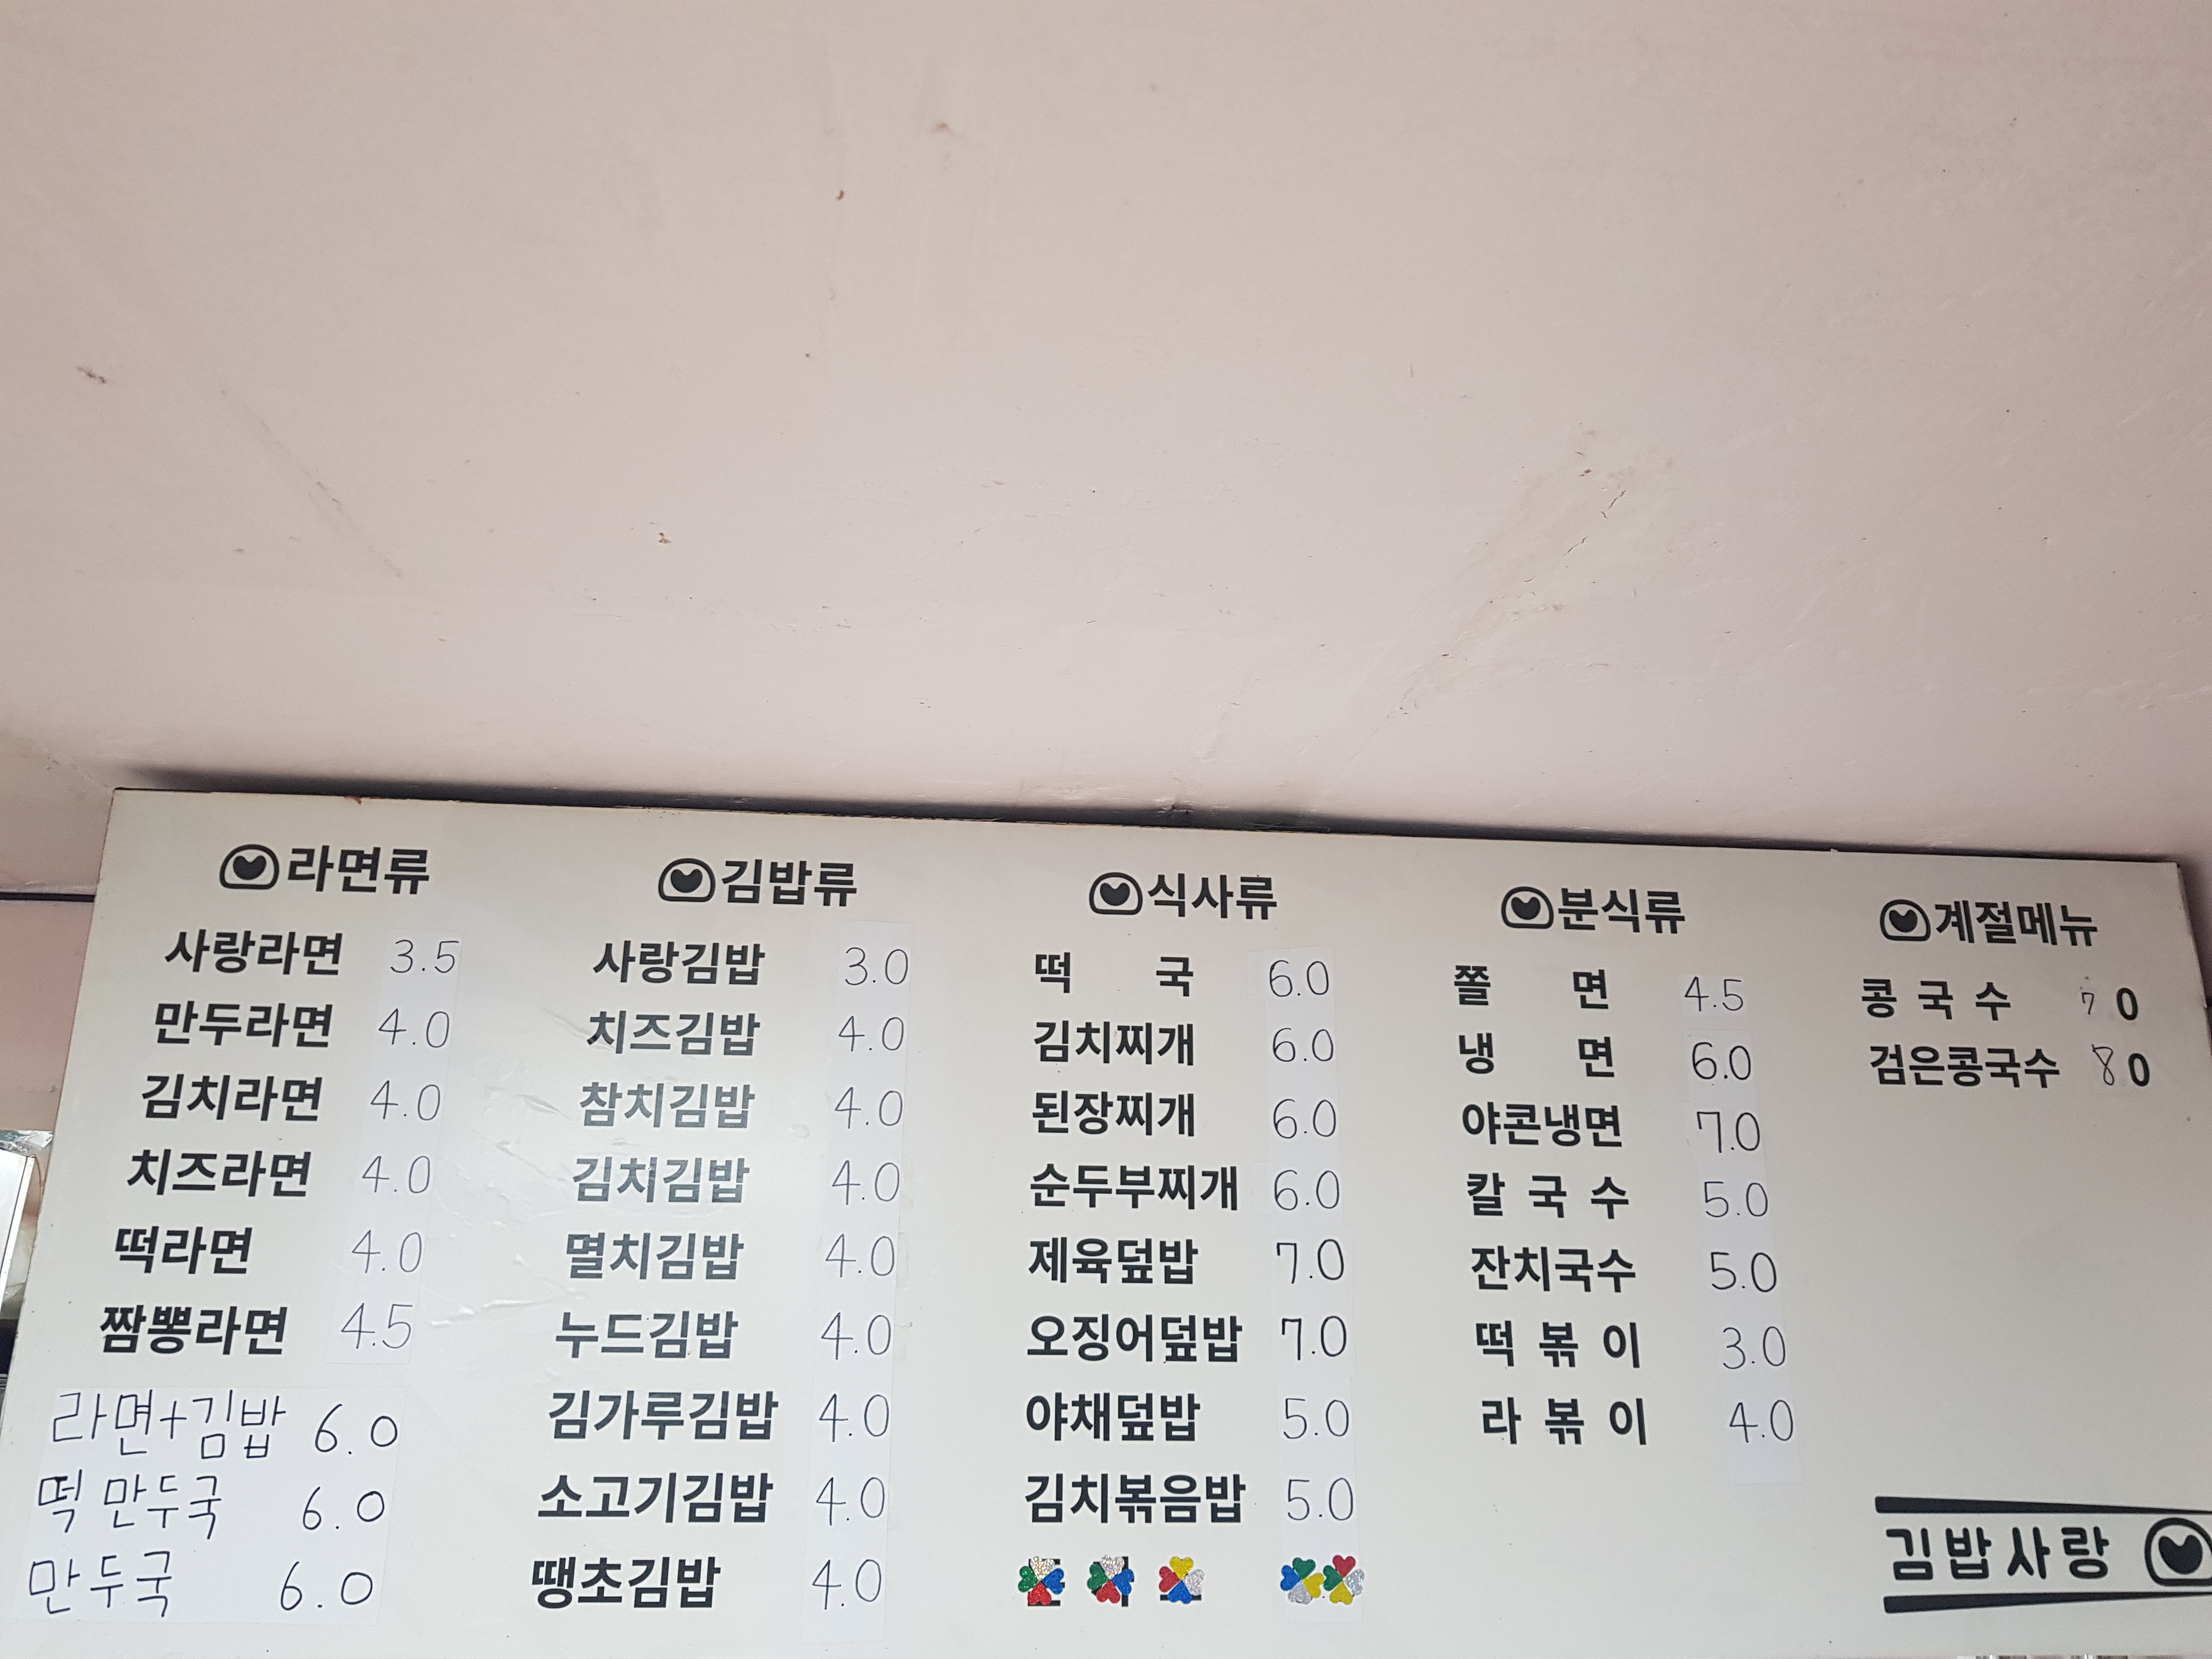 라면류
사랑라면 3.5
만두라면 4.0
김치라면 4.0
치즈라면 4.0
떡라면 4.0
짬뽕라면 4.5
라면+김밥 6.0
떡만두국 6.0
만두국 6.0
김밥류
사랑김밥 3.0
치즈김밥 4.0
참치김밥 4.0
김치김밥 4.0
멸치김밥 4.0
누드김밥 4.0
김가루김밥 4.0
소고기김밥 4.0
땡초김밥 4.0
식사류
떡 국 6.0
김치찌개 6.0
된장찌개 6.0
순두부찌개 6.0
제육덮밥 7.0
오징어덮밥 7.0
야채덮밥 5.0
김치볶음밥 5.0
분식류
쫄 면 4.5
냉 면 6.0
야콘냉면 7.0
칼 국 수 5.0
잔치국수 5.0
떡 볶 이 3.0
라 볶 이 4.0
계절메뉴
콩 국 수 7 0
검은콩국수 8 0
김밥사랑